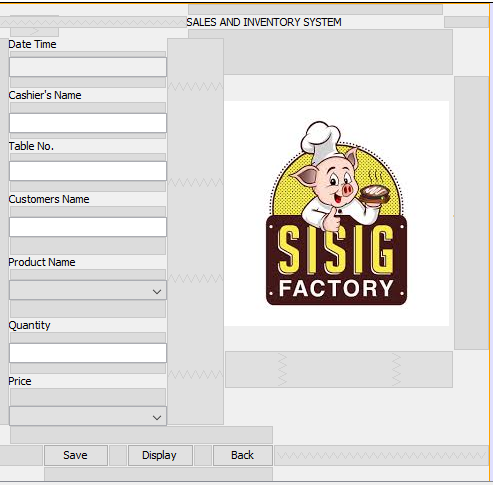 SALES AND INVENTORY SYSTEM
Date Time
Cashier's Name
Table No.
Customers Name
Product Name
Quantity
Price
SISIG
FACTORY
Save Display Back